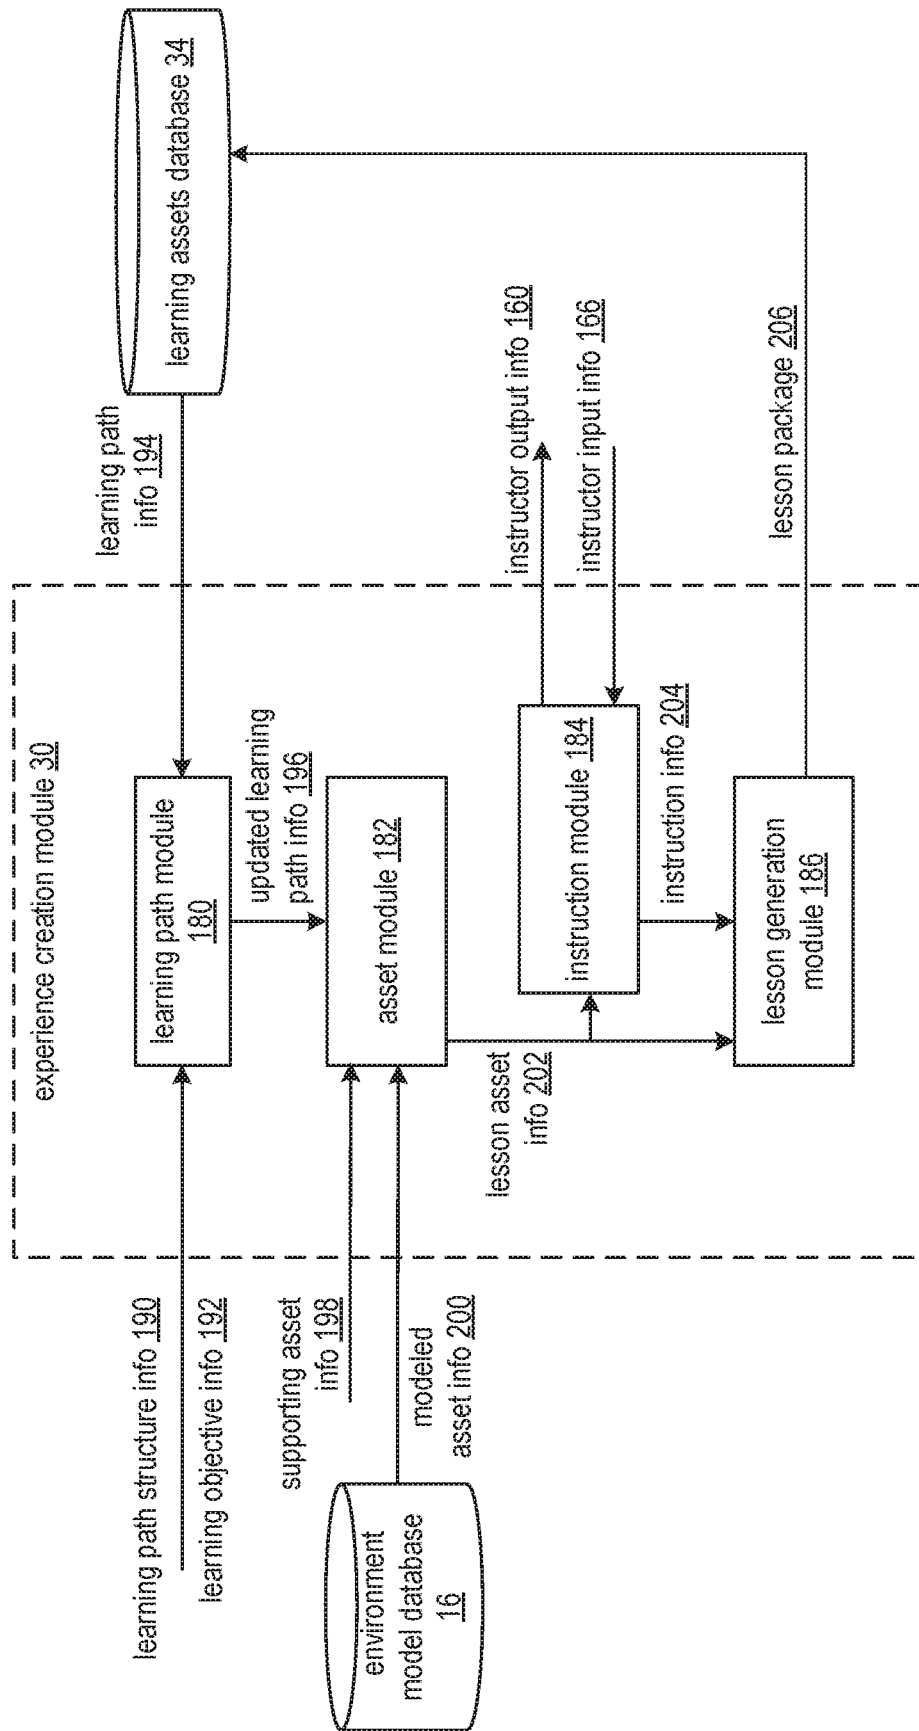 experience creation module 30
learning path structure info 190
learning objective info 192
learning path module
180
learning path
info 194
learning assets database 34
updated learning
path info 196
supporting asset
info 198
environment
model database
16
modeled
asset info 200
asset module 182
lesson asset
info 202
instruction module 184
instructor output info 160
instructor input info 166
instruction info 204
lesson generation
module 186
lesson package 206